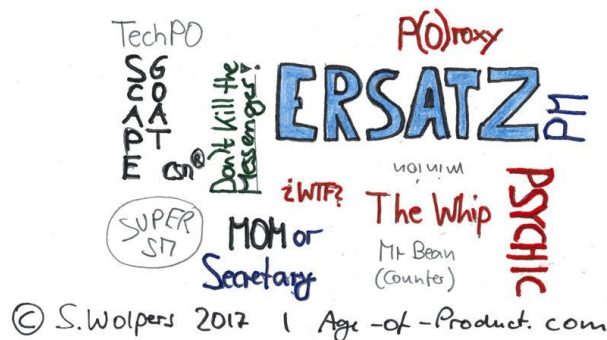 TechPO
P(O)roxy
SCAPE
GOAT
CSM®
Don't Kill the
Messenger!
ERSATZ
PM
minion
¿WTF?
The Whip
PSYCHIC
SUPER
SM
MOM or
Secretary
Mr Bean
(Counter)
© S.Wolpers 2017 | Age-of-Product.com